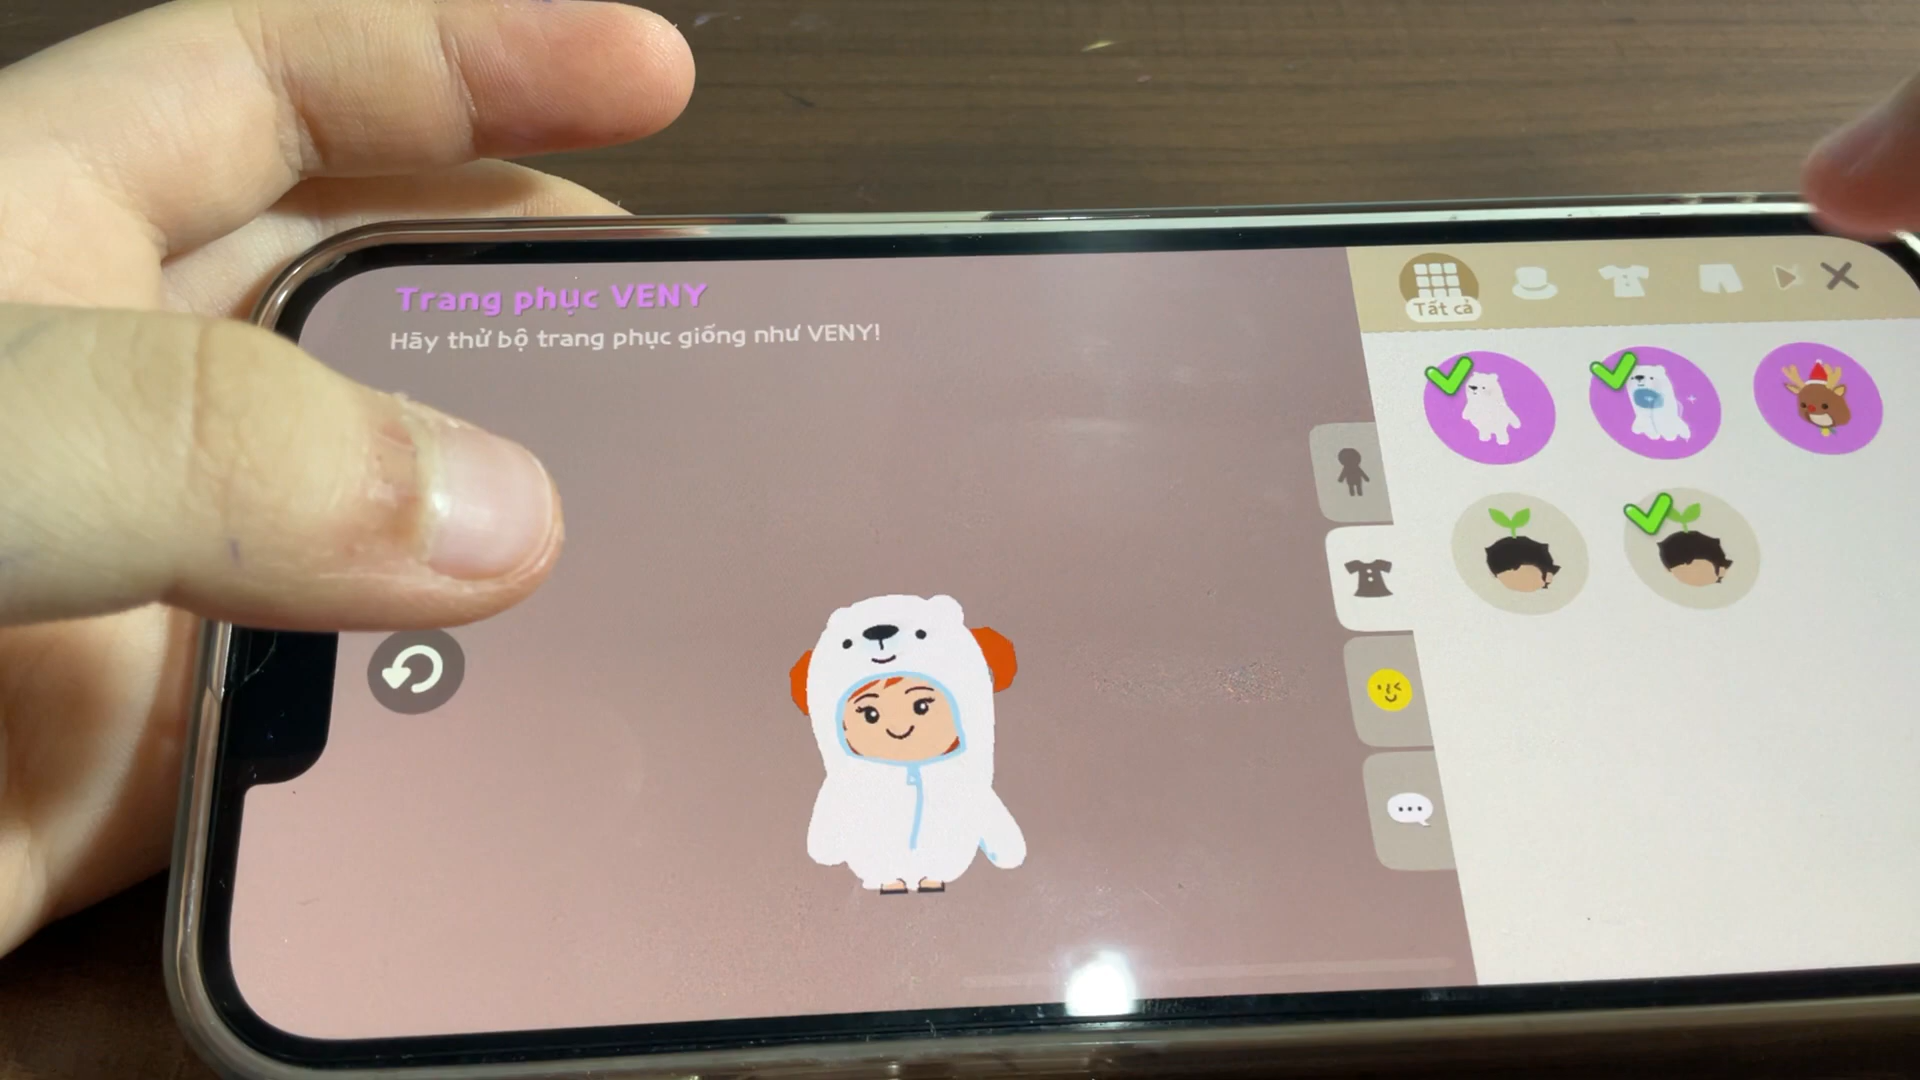 Trang phục VENY
Hãy thử bộ trang phục giống như VENY!
Tất cả